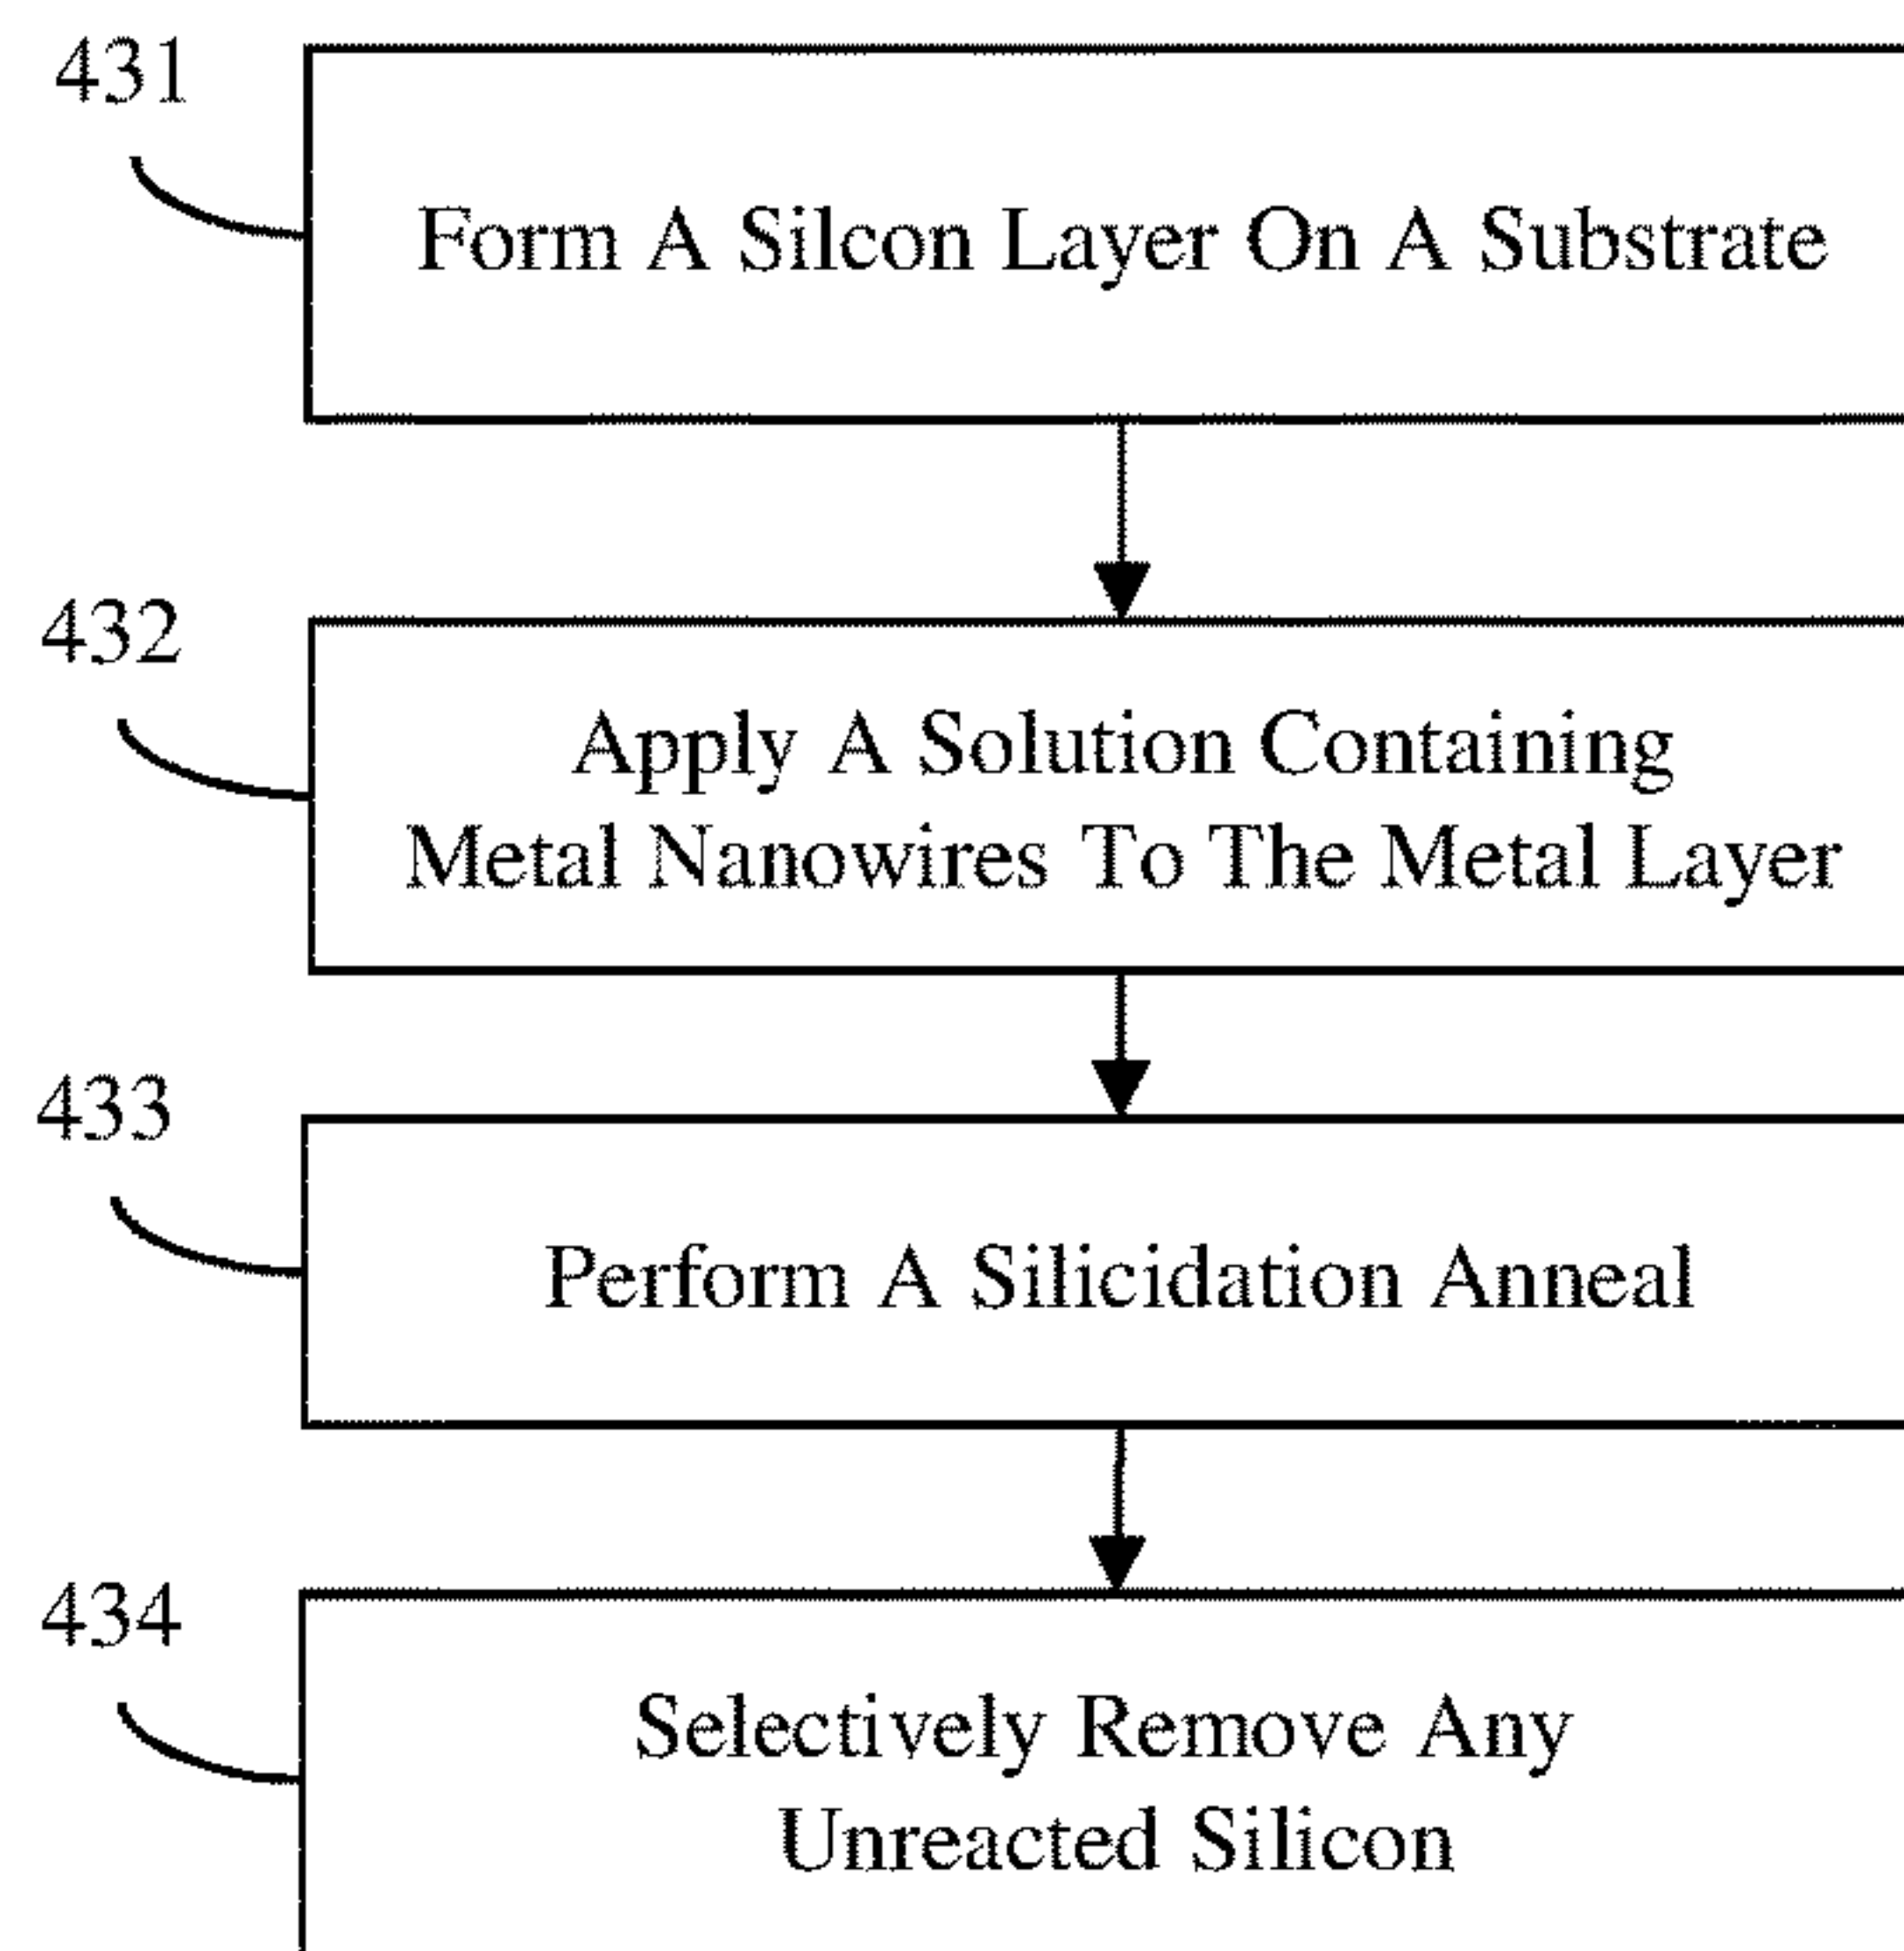 431
Form A Silcon Layer On A Substrate
432
Apply A Solution Containing
Metal Nanowires To The Metal Layer
433
Perform A Silicidation Anneal
434
Selectively Remove Any
Unreacted Silicon